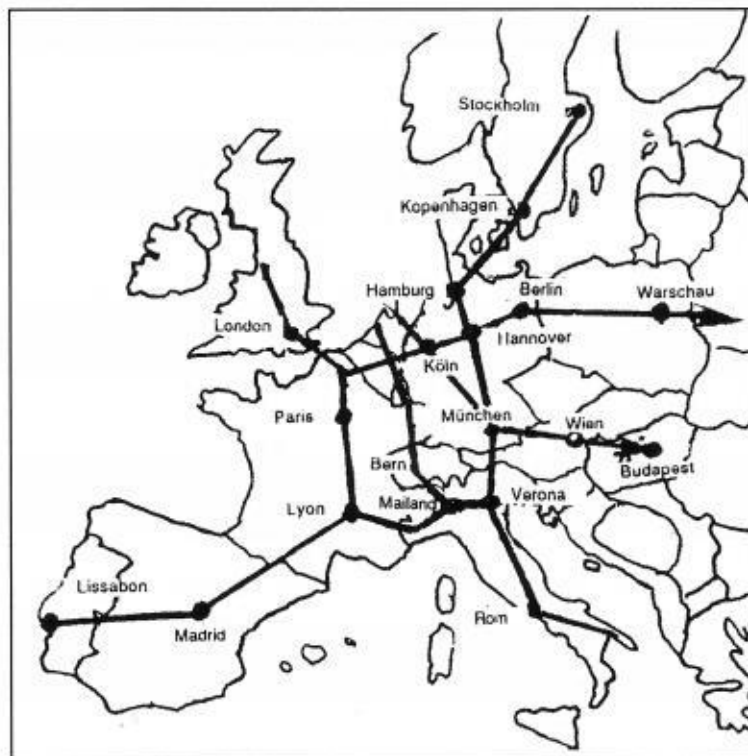 Stockholm
Kopenhagen
Hamburg
Berlin
Warschau
London
Hannover
Köln
Paris
München
Wien
Bern
Budapest
Lyon
Mailand
Verona
Lissabon
Madrid
Rom